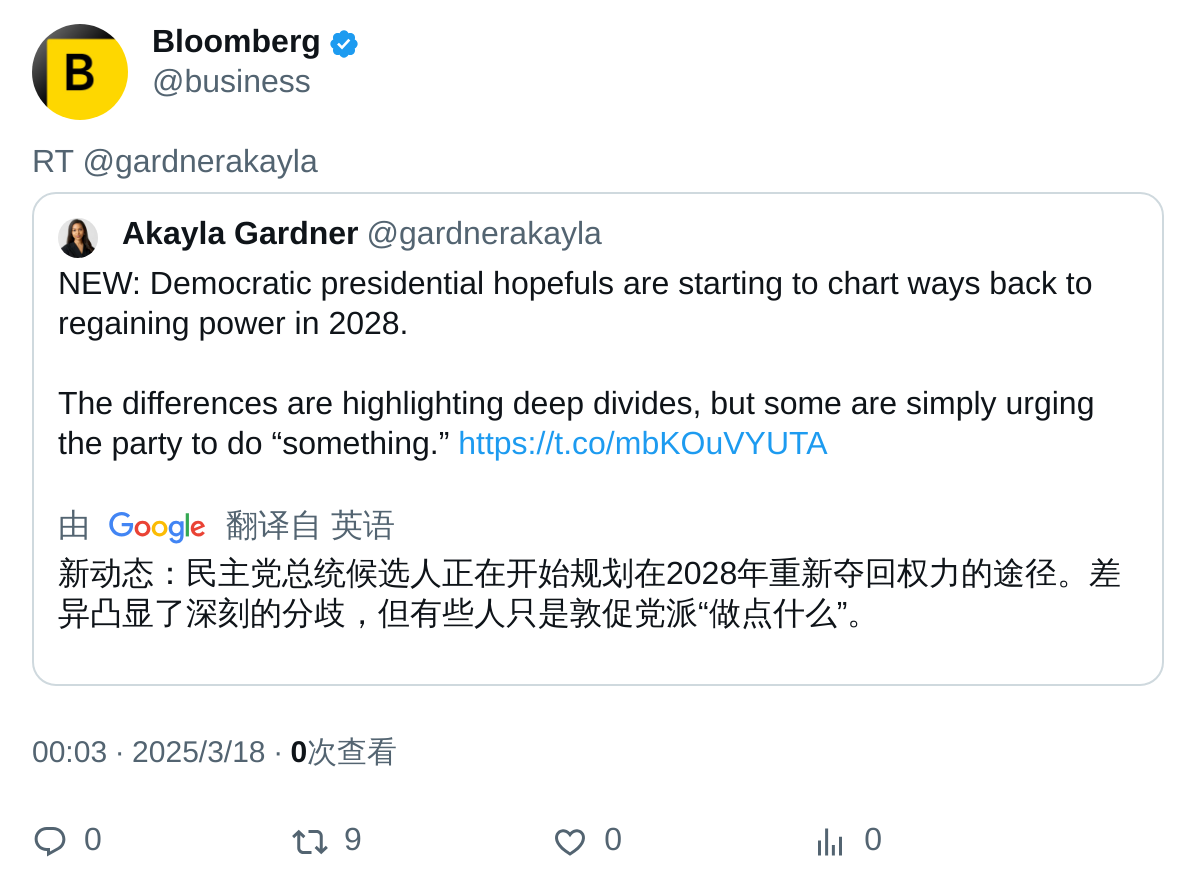 B
Bloomberg
@business
RT @gardnerakayla
Akayla Gardner @gardnerakayla
NEW: Democratic presidential hopefuls are starting to chart ways back to
regaining power in 2028.
The differences are highlighting deep divides, but some are simply urging
the party to do “something.” https://t.co/mbKOuVYUTA
由 Google 翻译自 英语
新动态：民主党总统候选人正在开始规划在2028年重新夺回权力的途径。差
异凸显了深刻的分歧，但有些人只是敦促党派“做点什么”。
00:03 · 2025/3/18 · 0次查看
0 9 0 0